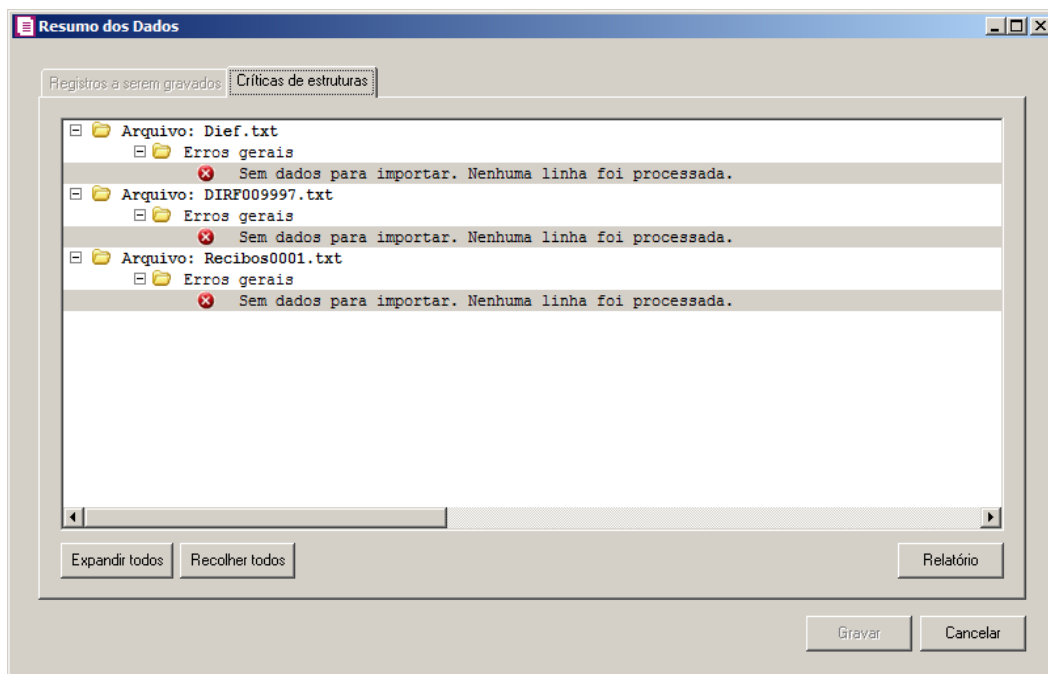 Resumo dos Dados
Registros a serem gravados Críticas de estruturas
Arquivo: Dief.txt
Erros gerais
Sem dados para importar. Nenhuma linha foi processada.
Arquivo: DIRF009997.txt
Erros gerais
Sem dados para importar. Nenhuma linha foi processada.
Arquivo: Recibos0001.txt
Erros gerais
Sem dados para importar. Nenhuma linha foi processada.
Expandir todos Recolher todos Relatório
Gravar Cancelar